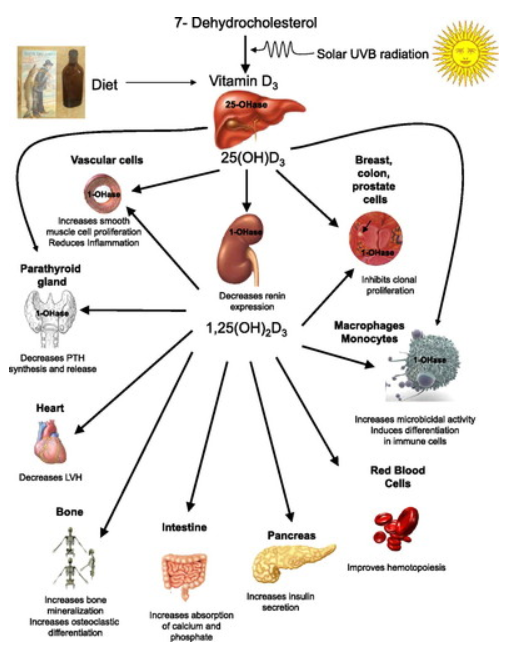 7- Dehydrocholesterol
Solar UVB radiation
Diet
Vitamin D3
25-OHase
25(OH)D3
Vascular cells
1-OHase
Increases smooth
muscle cell proliferation
Reduces Inflammation
Breast,
colon,
prostate
cells
1-OHase
Inhibits clonal
proliferation
1-OHase
Decreases renin
expression
Parathyroid
gland
1-OHase
Decreases PTH
synthesis and release
1,25(OH)2D3
Macrophages
Monocytes
1-OHase
Increases microbicidal activity
Induces differentiation
in immune cells
Heart
Decreases LVH
Red Blood
Cells
Improves hemotopoiesis
Bone
Increases bone
mineralization
Increases osteoclastic
differentiation
Intestine
Increases absorption
of calcium and
phosphate
Pancreas
Increases insulin
secretion